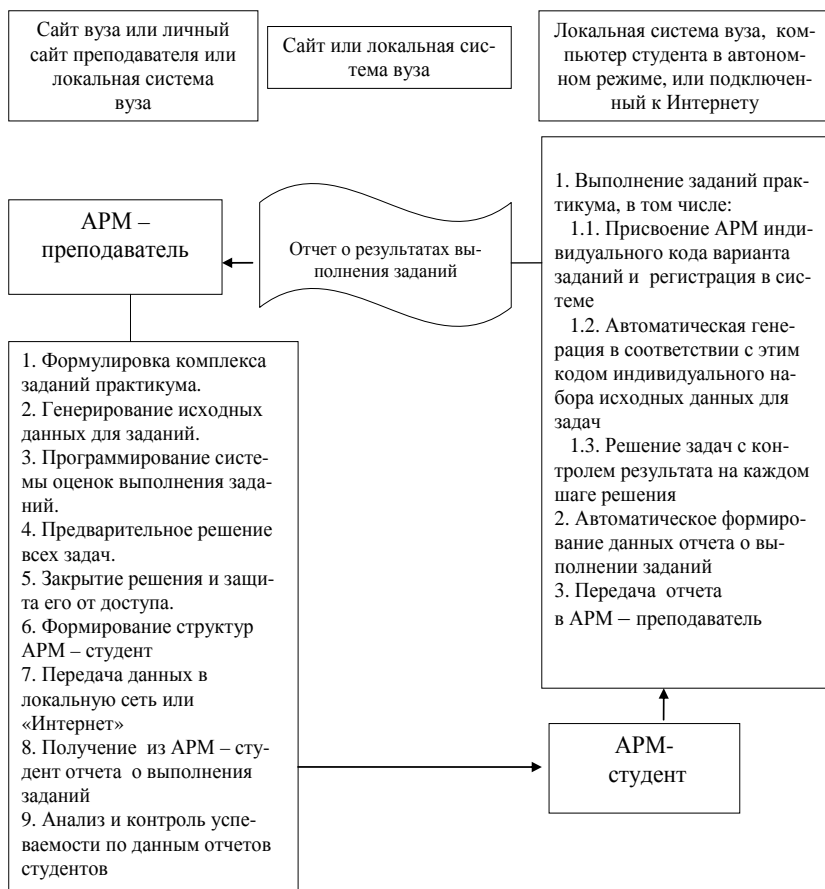 Сайт вуза или личный
сайт преподавателя или
локальная система
вуза
Сайт или локальная сис-
тема вуза
Локальная система вуза, ком-
пьютер студента в автоном-
ном режиме, или подключен-
ный к Интернету
АРМ –
преподаватель
Отчет о результатах вы-
полнения заданий
1. Выполнение заданий прак-
тикума, в том числе:
1.1. Присвоение АРМ инди-
видуального кода варианта
заданий и регистрация в сис-
теме
1.2. Автоматическая гене-
рация в соответствии с этим
кодом индивидуального на-
бора исходных данных для
задач
1.3. Решение задач с кон-
тролем результата на каждом
шаге решения
2. Автоматическое формиро-
вание данных отчета о вы-
полнении заданий
3. Передача отчета
в АРМ – преподаватель
1. Формулировка комплекса
заданий практикума.
2. Генерирование исходных
данных для заданий.
3. Программирование систе-
мы оценок выполнения зада-
ний.
4. Предварительное решение
всех задач.
5. Закрытие решения и защи-
та его от доступа.
6. Формирование структур
АРМ – студент
7. Передача данных в
локальную сеть или
«Интернет»
8. Получение из АРМ – сту-
дент отчета о выполнения
заданий
9. Анализ и контроль успе-
ваемости по данным отчетов
студентов
АРМ-
студент